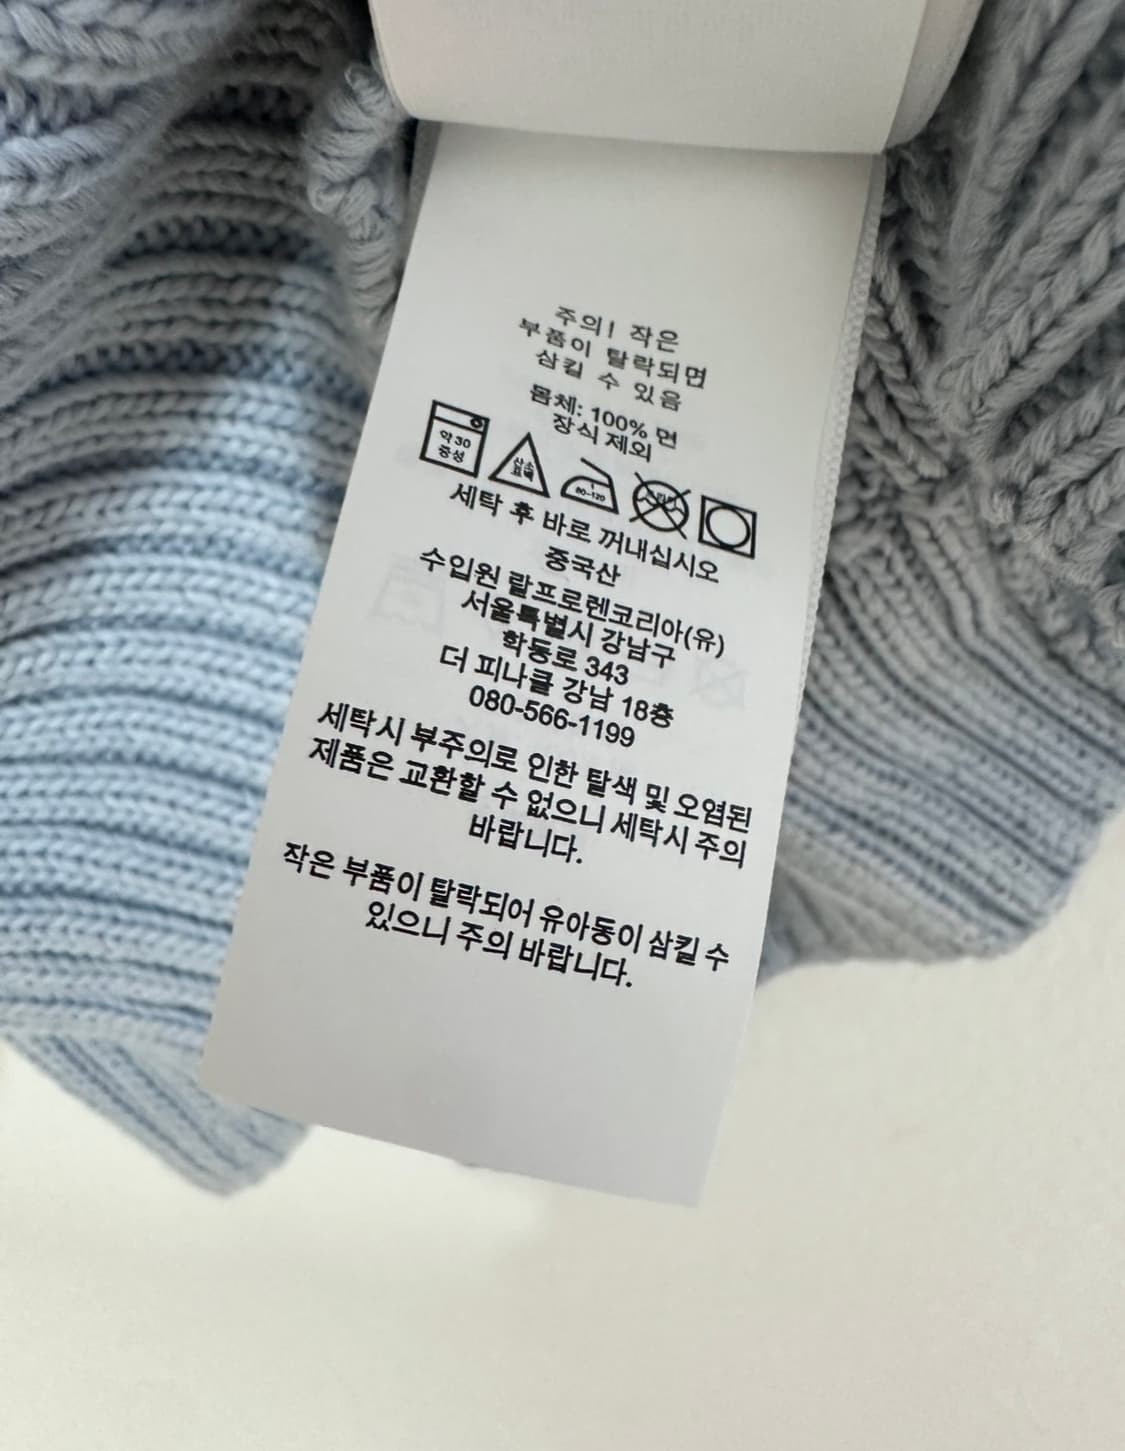 주의! 작은
부품이 탈락되면
삼킬 수 있음
몸체: 100% 면
장식 제외
약 30
중성
산소
표백
80~120
세탁 후 바로 꺼내십시오
중국산
수입원 랄프로렌코리아(유)
서울특별시 강남구
학동로 343
더 피나클 강남 18층
080-566-1199
세탁시 부주의로 인한 탈색 및 오염된
제품은 교환할 수 없으니 세탁시 주의
바랍니다.
작은 부품이 탈락되어 유아동이 삼킬 수
있으니 주의 바랍니다.